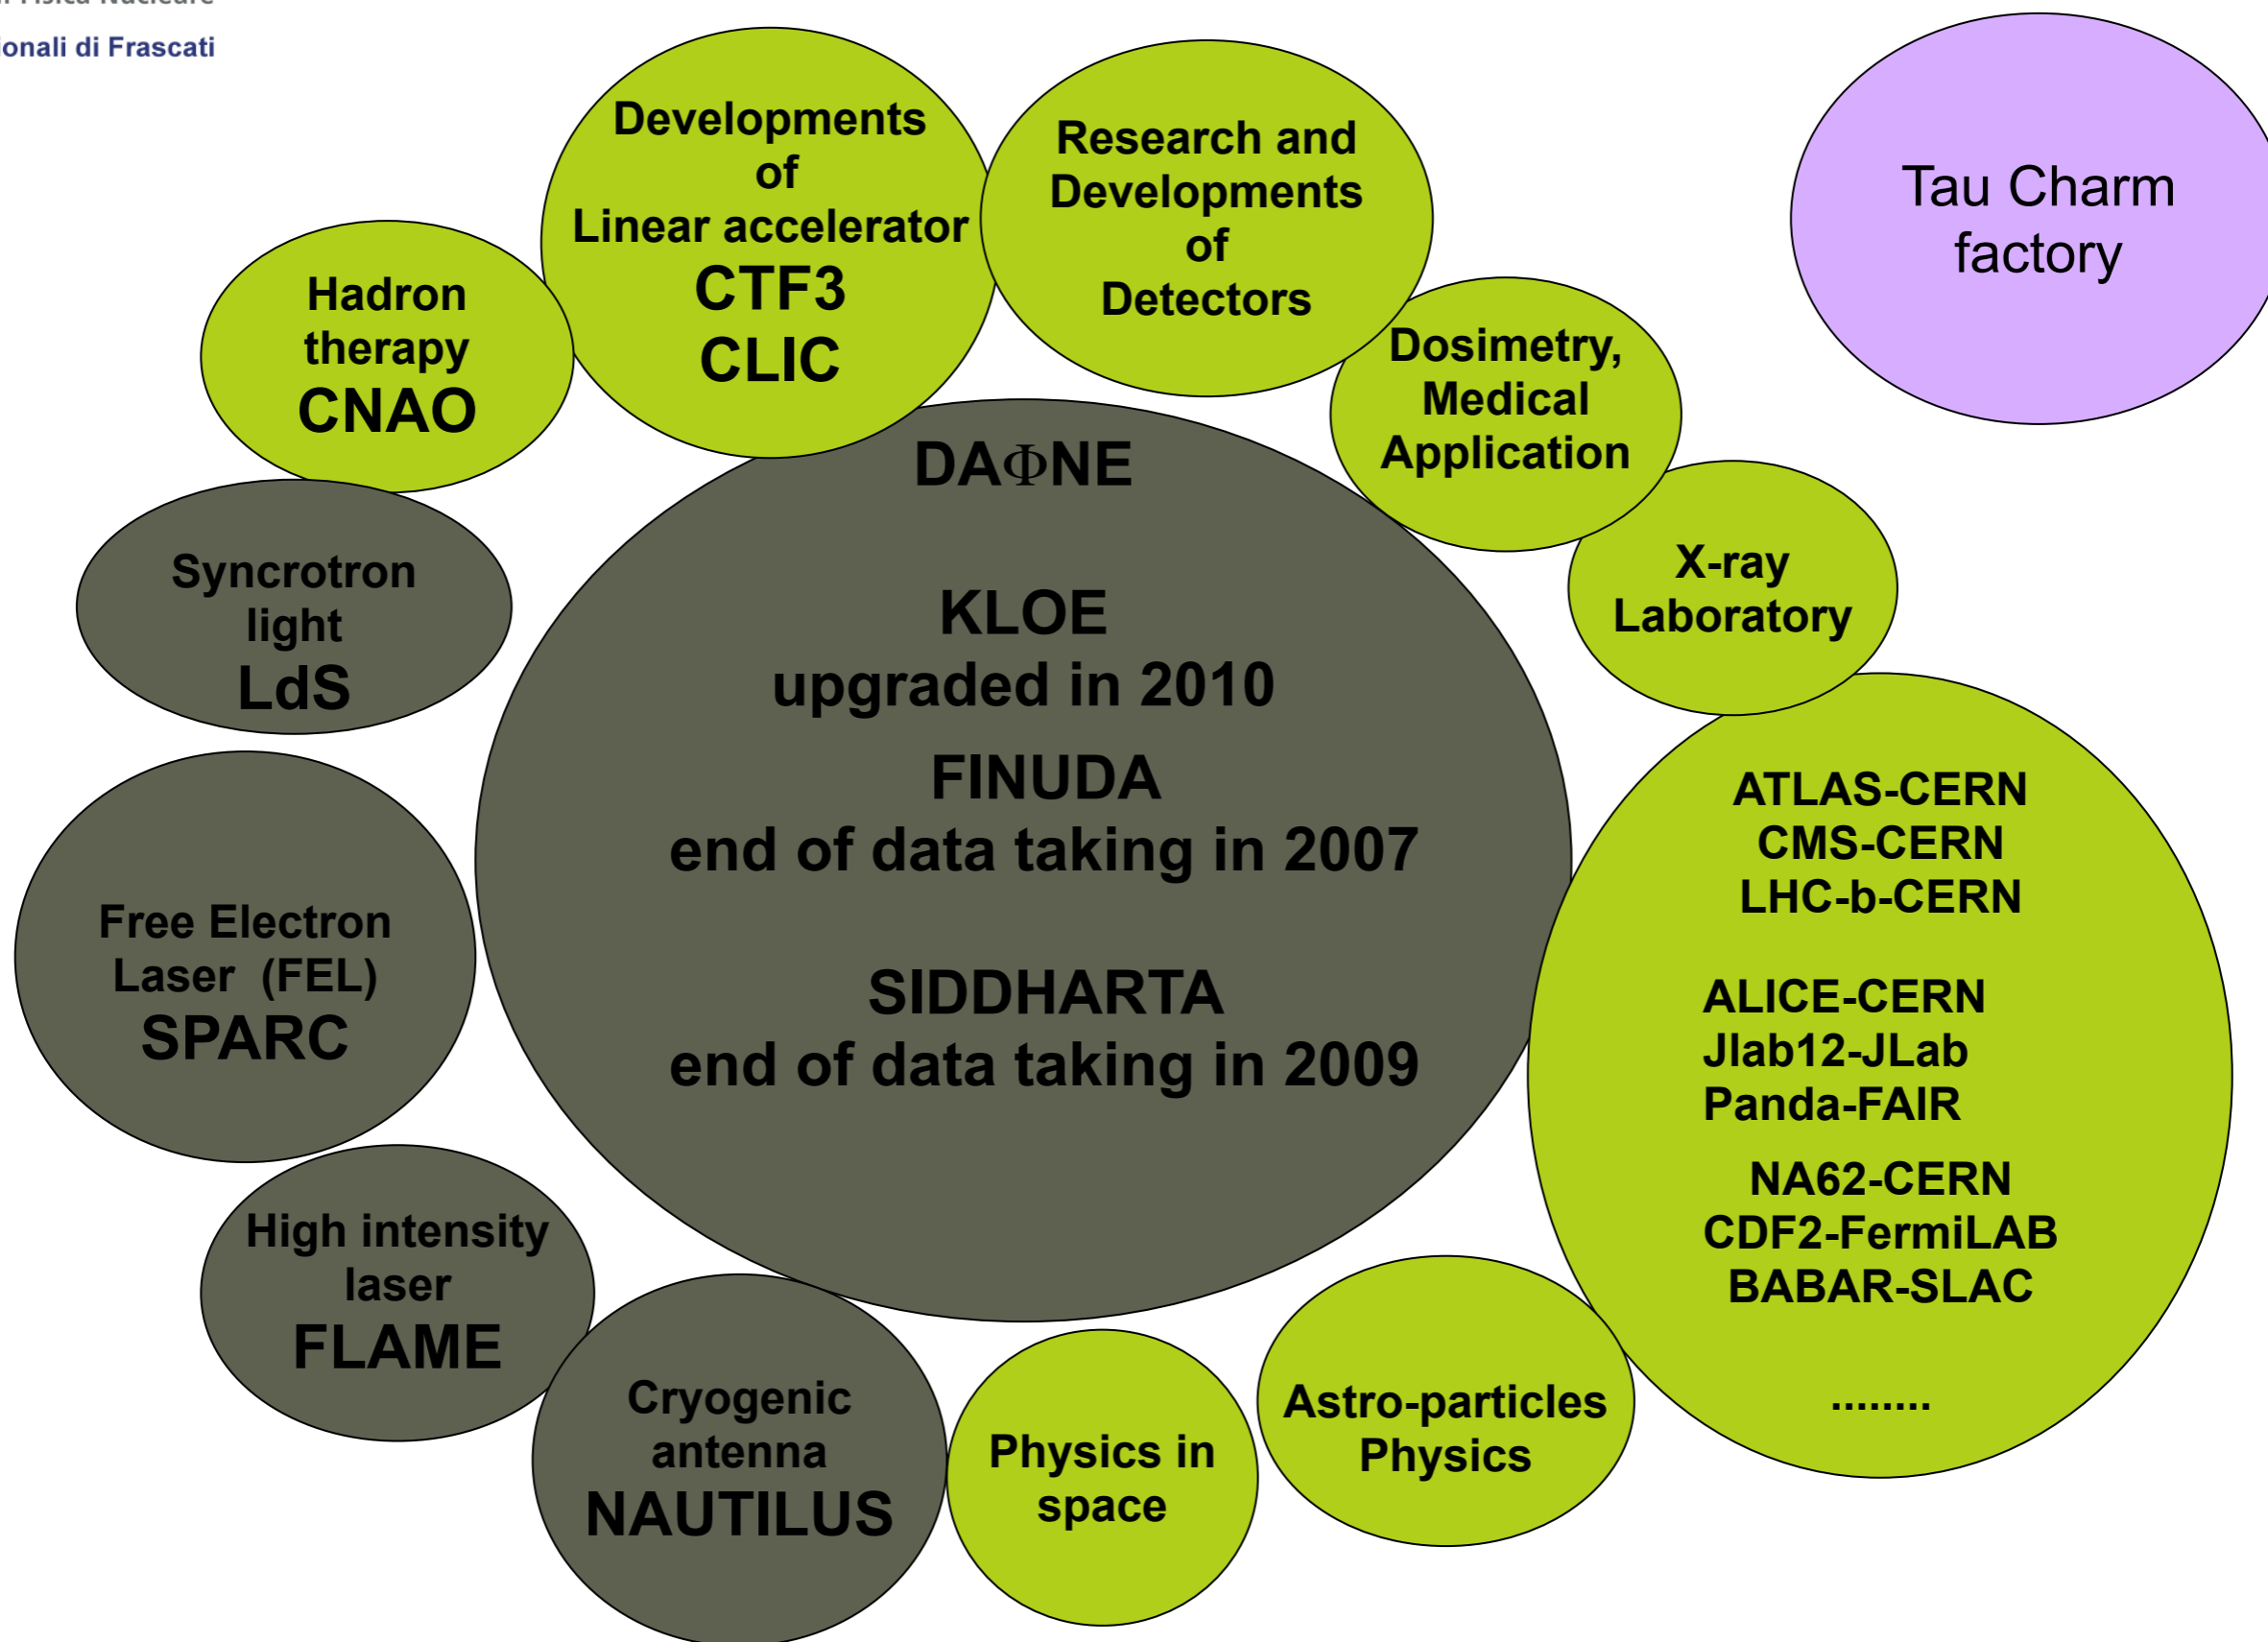 ionali di Frascati
Developments
of
Linear accelerator
CTF3
CLIC
Research and
Developments
of
Detectors
Tau Charm
factory
Hadron
therapy
CNAO
Dosimetry,
Medical
Application
DAΦNE
KLOE
upgraded in 2010
FINUDA
end of data taking in 2007
SIDDHARTA
end of data taking in 2009
X-ray
Laboratory
Syncrotron
light
LdS
Free Electron
Laser (FEL)
SPARC
ATLAS-CERN
CMS-CERN
LHC-b-CERN
ALICE-CERN
Jlab12-JLab
Panda-FAIR
NA62-CERN
CDF2-FermiLAB
BABAR-SLAC
........
High intensity
laser
FLAME
Cryogenic
antenna
NAUTILUS
Physics in
space
Astro-particles
Physics